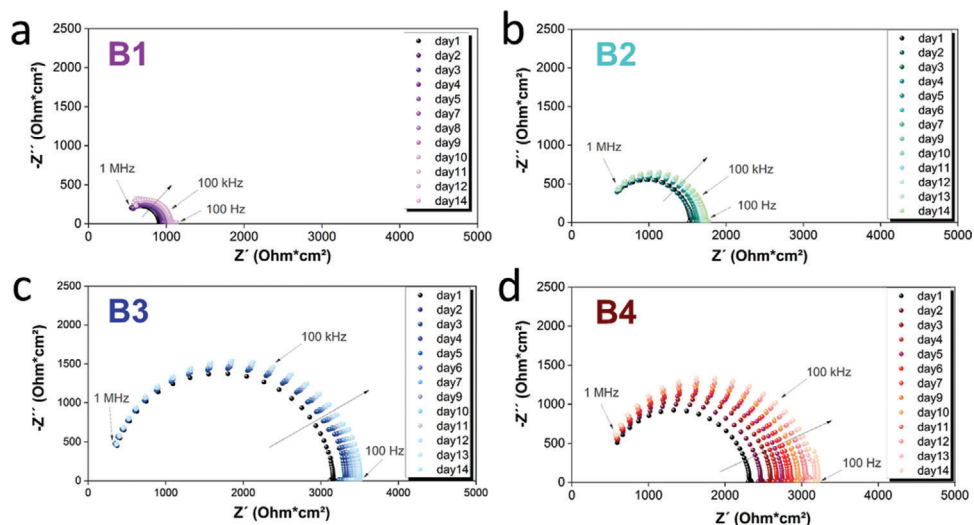 a
B1
-Z´´ (Ohm*cm²)
2500
2000
1500
1000
500
0
1 MHz
100 kHz
100 Hz
0 1000 2000 3000 4000 5000
Z´ (Ohm*cm²)
day1
day2
day3
day4
day5
day7
day8
day9
day10
day11
day12
day14
b
B2
-Z´´ (Ohm*cm²)
2500
2000
1500
1000
500
0
1 MHz
100 kHz
100 Hz
0 1000 2000 3000 4000 5000
Z´ (Ohm*cm²)
day1
day2
day3
day4
day5
day6
day7
day9
day10
day11
day12
day13
day14
c
B3
-Z´´ (Ohm*cm²)
2500
2000
1500
1000
500
0
1 MHz
100 kHz
100 Hz
0 1000 2000 3000 4000 5000
Z´ (Ohm*cm²)
day1
day2
day3
day4
day5
day6
day7
day9
day10
day11
day12
day13
day14
d
B4
-Z´´ (Ohm*cm²)
2500
2000
1500
1000
500
0
1 MHz
100 kHz
100 Hz
0 1000 2000 3000 4000 5000
Z´ (Ohm*cm²)
day1
day2
day3
day4
day5
day6
day7
day9
day10
day11
day12
day13
day14